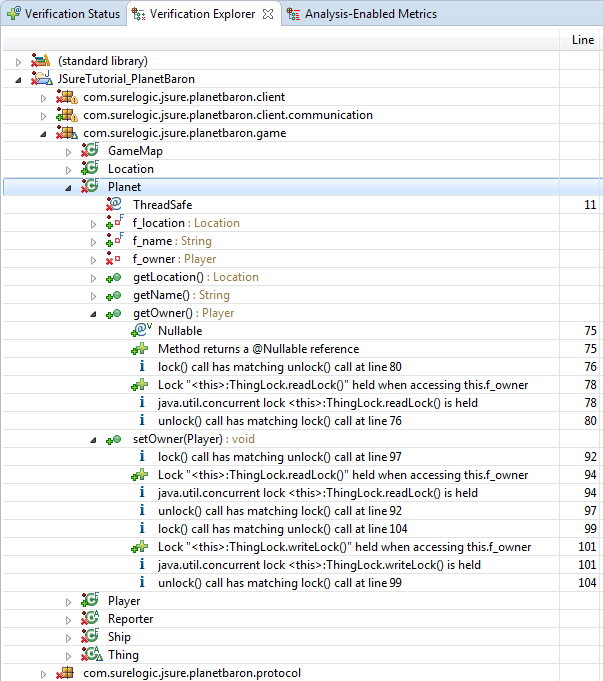 Verification Status Verification Explorer Analysis-Enabled Metrics
Line
(standard library)
JSureTutorial_PlanetBaron
com.surelogic.jsure.planetbaron.client
com.surelogic.jsure.planetbaron.client.communication
com.surelogic.jsure.planetbaron.game
GameMap
Location
Planet
ThreadSafe 11
f_location : Location
f_name : String
f_owner : Player
getLocation() : Location
getName() : String
getOwner() : Player
Nullable 75
Method returns a @Nullable reference 75
lock() call has matching unlock() call at line 80 76
Lock "<this>:ThingLock.readLock()" held when accessing this.f_owner 78
java.util.concurrent lock <this>:ThingLock.readLock() is held 78
unlock() call has matching lock() call at line 76 80
setOwner(Player) : void
lock() call has matching unlock() call at line 97 92
Lock "<this>:ThingLock.readLock()" held when accessing this.f_owner 94
java.util.concurrent lock <this>:ThingLock.readLock() is held 94
unlock() call has matching lock() call at line 92 97
lock() call has matching unlock() call at line 104 99
Lock "<this>:ThingLock.writeLock()" held when accessing this.f_owner 101
java.util.concurrent lock <this>:ThingLock.writeLock() is held 101
unlock() call has matching lock() call at line 99 104
Player
Reporter
Ship
Thing
com.surelogic.jsure.planetbaron.protocol